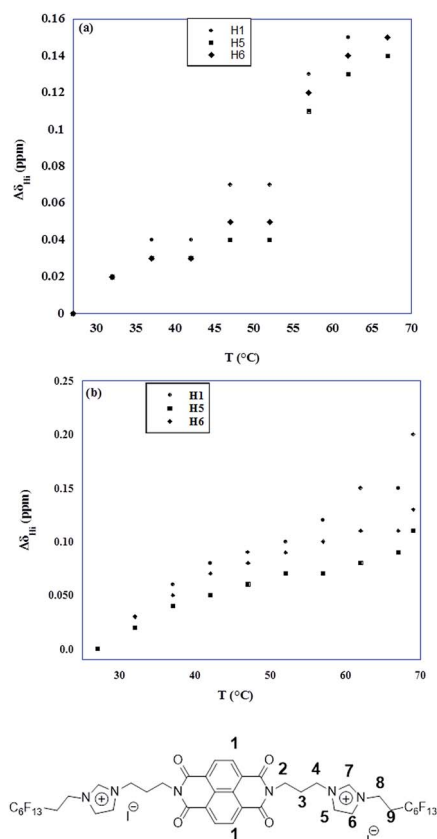 (a)
H1
H5
H6
0.16
0.14
0.12
0.1
0.08
0.06
0.04
0.02
0
Δδ_Hi (ppm)
30 35 40 45 50 55 60 65 70
T (°C)
(b)
H1
H5
H6
0.25
0.20
0.15
0.10
0.050
0.0
Δδ_Hi (ppm)
30 40 50 60 70
T (°C)
1
O O
2 4 7 8
N N N N N N
3
C6F13 I⊖ O O 5 6 I⊖ 9 C6F13
1